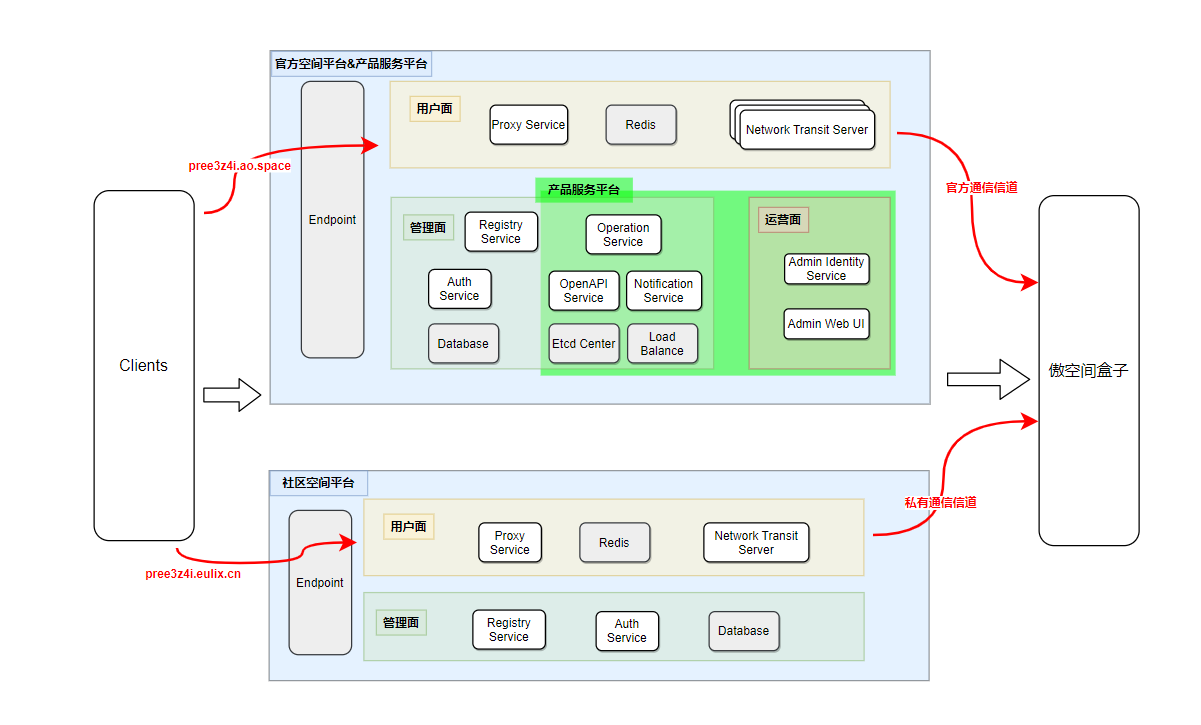 官方空间平台&产品服务平台
用户面
Proxy Service
Redis
Network Transit Server
pree3z4i.ao.space
官方通信信道
Endpoint
产品服务平台
管理面
Registry
Service
Operation
Service
运营面
Auth
Service
OpenAPI
Service
Notification
Service
Admin Identity
Service
Database
Etcd Center
Load
Balance
Admin Web UI
Clients
傲空间盒子
社区空间平台
用户面
Proxy
Service
Redis
Network Transit
Server
私有通信信道
pree3z4i.eulix.cn
Endpoint
管理面
Registry
Service
Auth
Service
Database